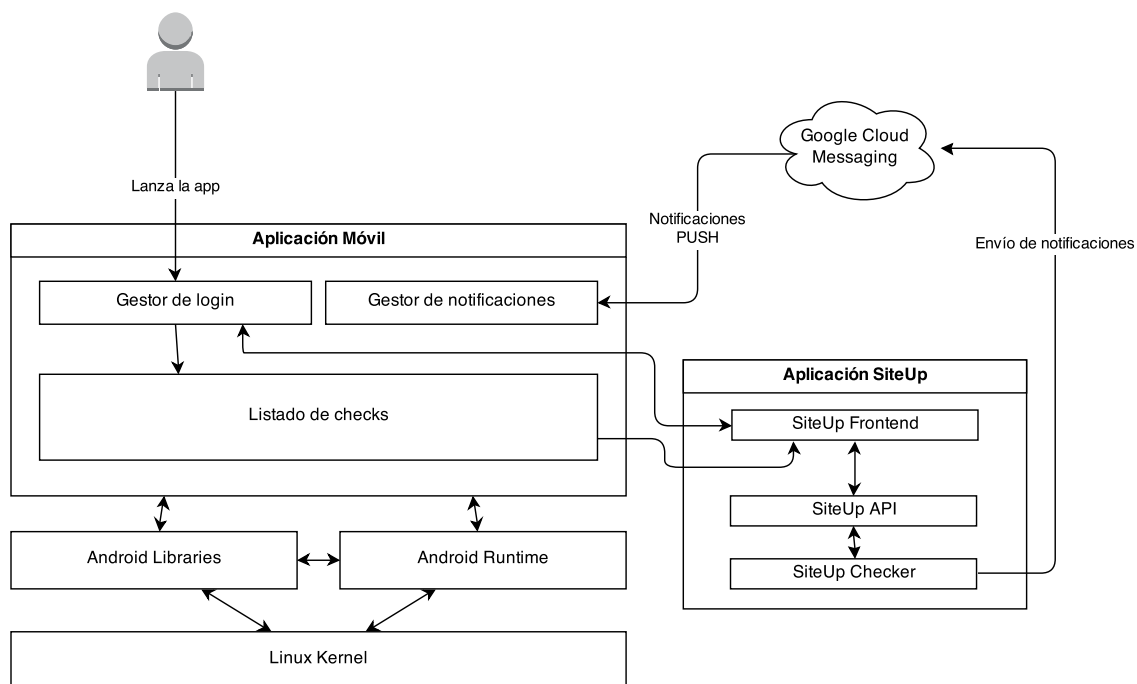 Google Cloud
Messaging
Lanza la app
Notificaciones
PUSH
Envío de notificaciones
Aplicación Móvil
Gestor de login
Gestor de notificaciones
Listado de checks
Aplicación SiteUp
SiteUp Frontend
SiteUp API
SiteUp Checker
Android Libraries
Android Runtime
Linux Kernel